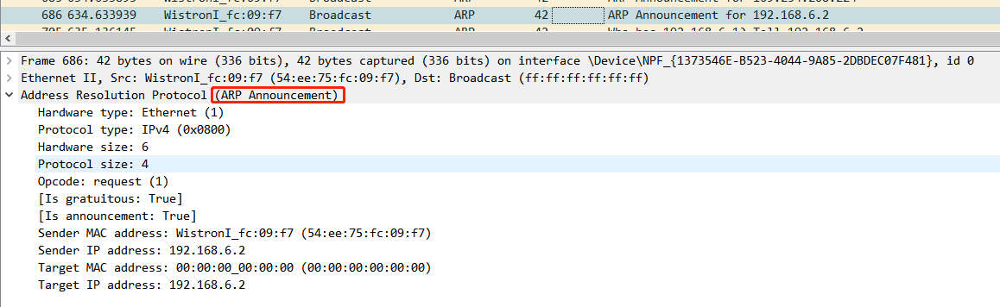 686 634.633939 WistronI_fc:09:f7 Broadcast ARP 42 ARP Announcement for 192.168.6.2
Frame 686: 42 bytes on wire (336 bits), 42 bytes captured (336 bits) on interface \Device\NPF_{1373546E-B523-4044-9A85-2DBDEC07F481}, id 0
Ethernet II, Src: WistronI_fc:09:f7 (54:ee:75:fc:09:f7), Dst: Broadcast (ff:ff:ff:ff:ff:ff)
Address Resolution Protocol (ARP Announcement)
Hardware type: Ethernet (1)
Protocol type: IPv4 (0x0800)
Hardware size: 6
Protocol size: 4
Opcode: request (1)
[Is gratuitous: True]
[Is announcement: True]
Sender MAC address: WistronI_fc:09:f7 (54:ee:75:fc:09:f7)
Sender IP address: 192.168.6.2
Target MAC address: 00:00:00_00:00:00 (00:00:00:00:00:00)
Target IP address: 192.168.6.2